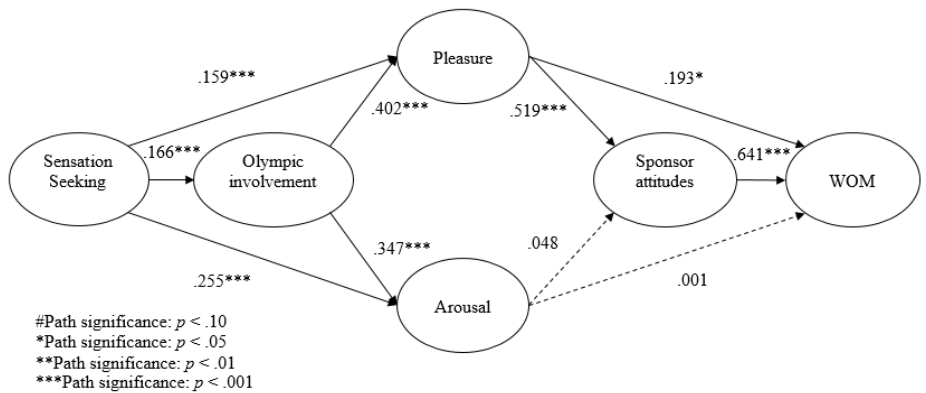 Pleasure
.159***
.193*
.402***
.519***
Sensation
Seeking
.166***
Olympic
involvement
Sponsor
attitudes
.641***
WOM
.347***
.048
.255***
.001
Arousal
#Path significance: p < .10
*Path significance: p < .05
**Path significance: p < .01
***Path significance: p < .001